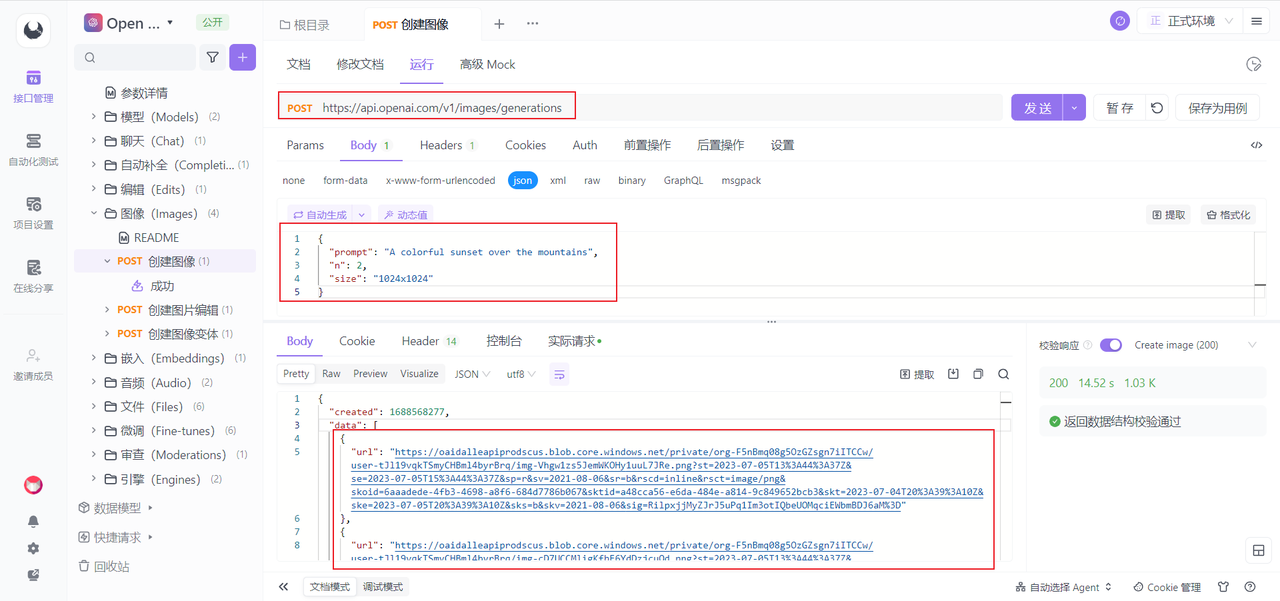 Open ...
公开
接口管理
自动化测试
项目设置
在线分享
邀请成员
参数详情
模型（Models） (2)
聊天（Chat） (1)
自动补全（Completi... (1)
编辑（Edits） (1)
图像（Images） (4)
README
POST 创建图像 (1)
成功
POST 创建图片编辑 (1)
POST 创建图像变体 (1)
嵌入（Embeddings） (1)
音频（Audio） (2)
文件（Files） (6)
微调（Fine-tunes） (6)
审查（Moderations） (1)
引擎（Engines） (2)
数据模型
快捷请求
回收站
根目录
POST 创建图像
正 正式环境
文档 修改文档 运行 高级 Mock
POST https://api.openai.com/v1/images/generations
发 送
暂 存
保存为用例
Params Body 1 Headers 1 Cookies Auth 前置操作 后置操作 设置
none form-data x-www-form-urlencoded json xml raw binary GraphQL msgpack
自动生成 动态值 提取 格式化
1 {
2 "prompt": "A colorful sunset over the mountains",
3 "n": 2,
4 "size": "1024x1024"
5 }
Body Cookie Header 14 控制台 实际请求
Pretty Raw Preview Visualize JSON utf8 提取
1 {
2 "created": 1688568277,
3 "data": [
4 {
5 "url": "https://oaidalleapiprodscus.blob.core.windows.net/private/org-F5nBmq08g5OzGZsgn7iITCCw/
user-tJl19vqkTSmyCHBml4byrBrq/img-Vhgw1zs5JemWKOHy1uuL7JRe.png?st=2023-07-05T13%3A44%3A37Z&
se=2023-07-05T15%3A44%3A37Z&sp=r&sv=2021-08-06&sr=b&rscd=inline&rsct=image/png&
skoid=6aaadede-4fb3-4698-a8f6-684d7786b067&sktid=a48cca56-e6da-484e-a814-9c849652bcb3&skt=2023-07-04T20%3A39%3A10Z&
ske=2023-07-05T20%3A39%3A10Z&sks=b&skv=2021-08-06&sig=RilpxjjMyZJrJ5uPq1Im3otIQbeUOMqciEWbmBDJ6aM%3D"
6 },
7 {
8 "url": "https://oaidalleapiprodscus.blob.core.windows.net/private/org-F5nBmq08g5OzGZsgn7iITCCw/
校验响应 Create image (200)
200 14.52 s 1.03 K
返回数据结构校验通过
文档模式 调试模式
自动选择 Agent
Cookie 管理